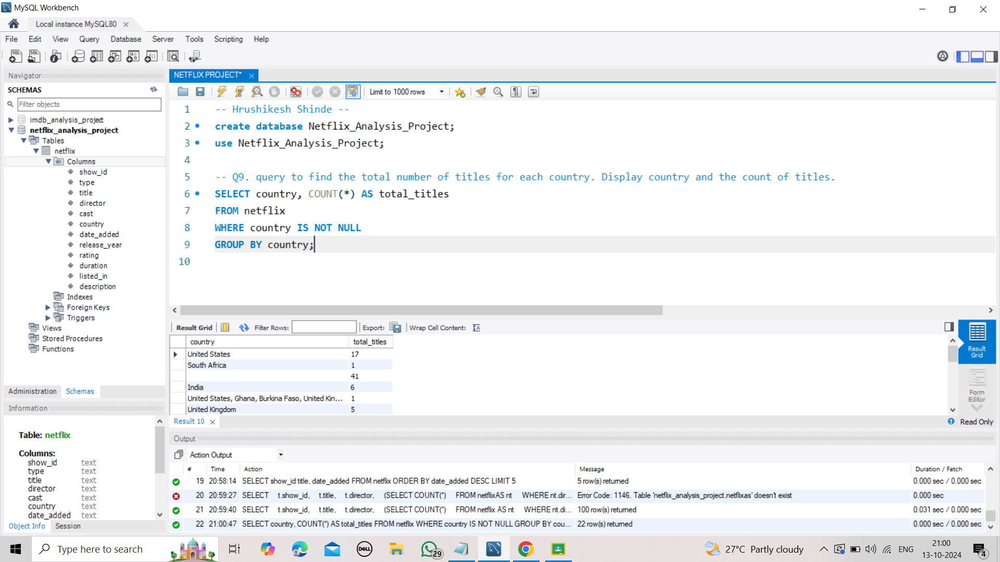 MySQL Workbench
Local instance MySQL80
File Edit View Query Database Server Tools Scripting Help
Navigator
SCHEMAS
Filter objects
imdb_analysis_project
netflix_analysis_project
Tables
netflix
Columns
show_id
type
title
director
cast
country
date_added
release_year
rating
duration
listed_in
description
Indexes
Foreign Keys
Triggers
Views
Stored Procedures
Functions
Administration Schemas
Information
Table: netflix
Columns:
show_id text
type text
title text
director text
cast text
country text
date_added text
Object Info Session
NETFLIX PROJECT*
Limit to 1000 rows
1 -- Hrushikesh Shinde --
2 create database Netflix_Analysis_Project;
3 use Netflix_Analysis_Project;
4
5 -- Q9. query to find the total number of titles for each country. Display country and the count of titles.
6 SELECT country, COUNT(*) AS total_titles
7 FROM netflix
8 WHERE country IS NOT NULL
9 GROUP BY country;
10
Result Grid Filter Rows: Export: Wrap Cell Content:
country total_titles
United States 17
South Africa 1
41
India 6
United States, Ghana, Burkina Faso, United Kin... 1
United Kingdom 5
Result Grid
Form Editor
Result 10
Read Only
Output
Action Output
# Time Action Message Duration / Fetch
19 20:58:14 SELECT show_id title, date_added FROM netflix ORDER BY date_added DESC LIMIT 5 5 row(s) returned 0.000 sec / 0.000 sec
20 20:59:27 SELECT t.show_id, t.title, t.director, (SELECT COUNT(*) FROM netflixAS nt WHERE nt.dir... Error Code: 1146. Table 'netflix_analysis_project.netflixas' doesn't exist 0.000 sec
21 20:59:40 SELECT t.show_id, t.title, t.director, (SELECT COUNT(*) FROM netflix AS nt WHERE nt.di... 100 row(s) returned 0.031 sec / 0.000 sec
22 21:00:47 SELECT country, COUNT(*) AS total_titles FROM netflix WHERE country IS NOT NULL GROUP BY cou... 22 row(s) returned 0.000 sec / 0.000 sec
Type here to search
DELL
29
27°C Partly cloudy
ENG
21:00
13-10-2024
4